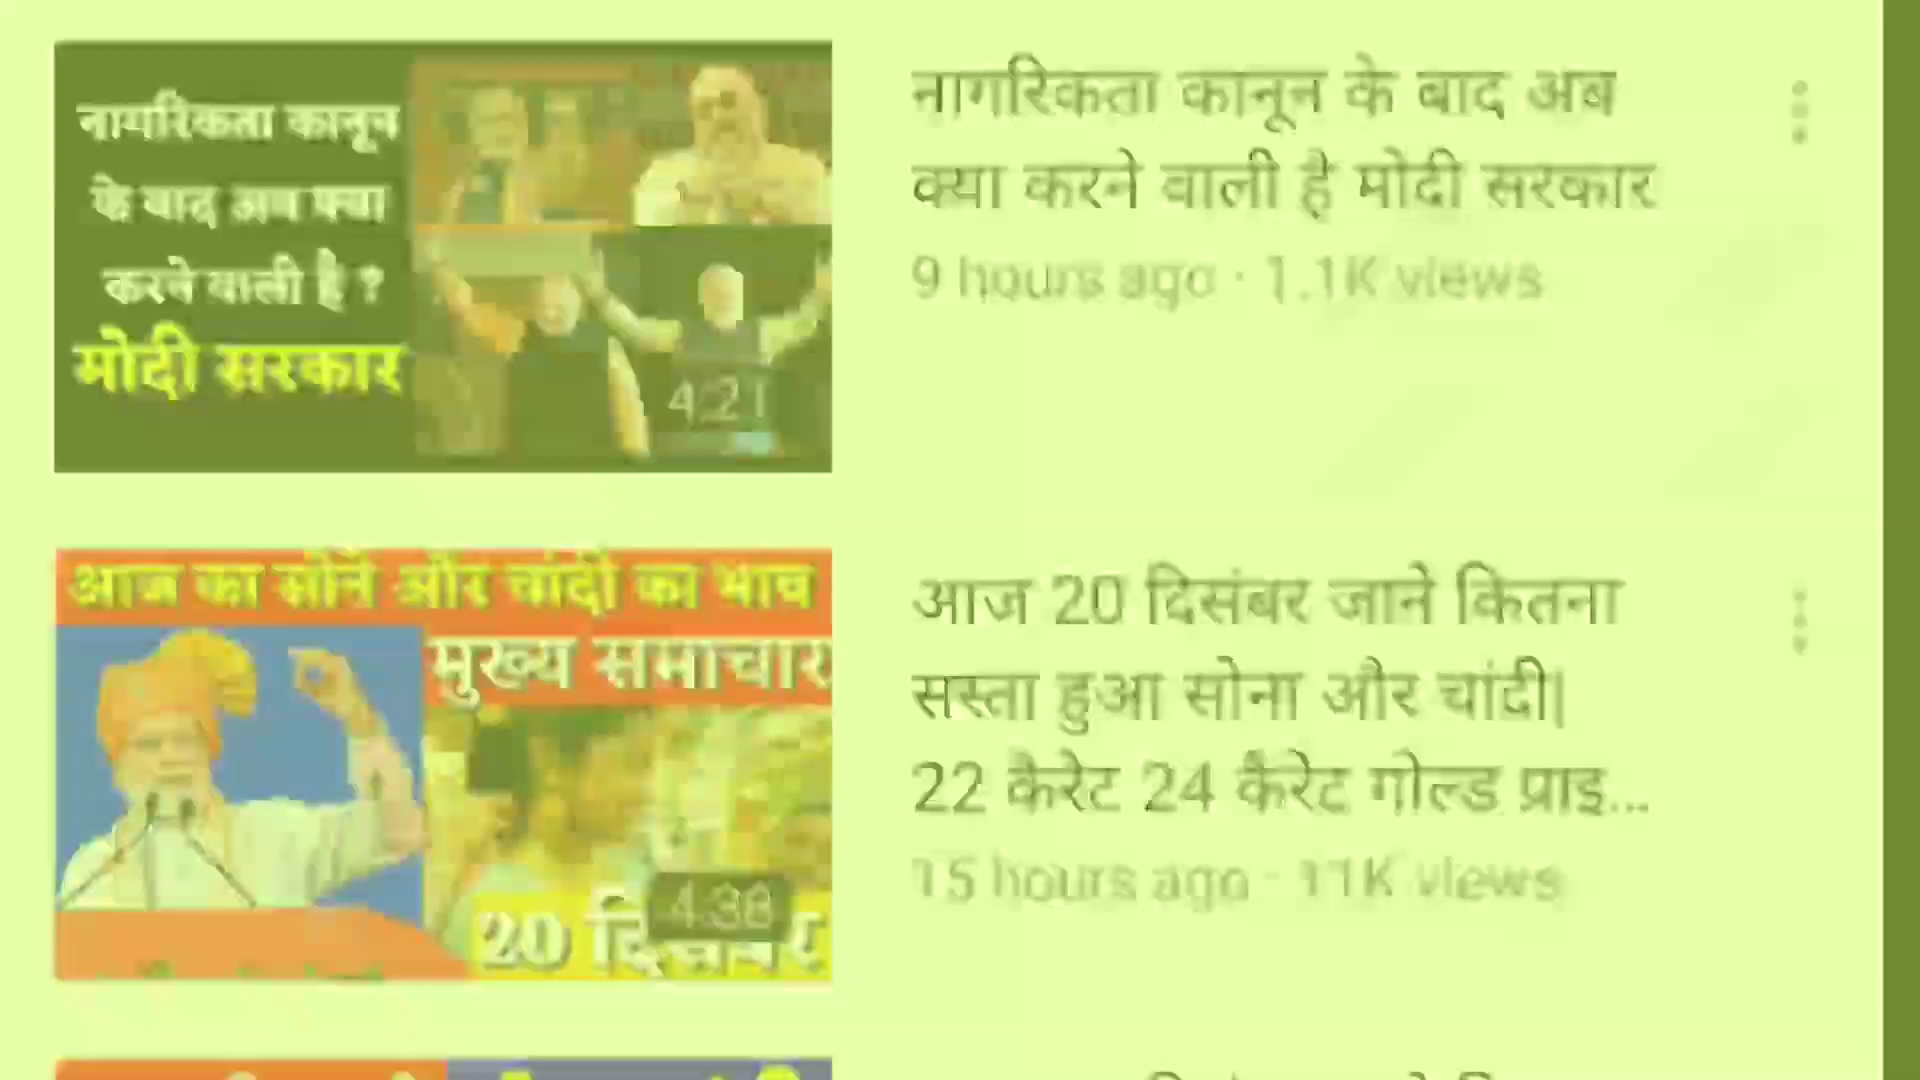 नागरिकता कानून
के बाद अब क्या
करने वाली है ?
मोदी सरकार
4:21
नागरिकता कानून के बाद अब
क्या करने वाली है मोदी सरकार
9 hours ago · 1.1K views
आज का सोने और चांदी का भाव
मुख्य समाचार
20 दिसंबर
4:38
आज 20 दिसंबर जाने कितना
सस्ता हुआ सोना और चांदी|
22 कैरेट 24 कैरेट गोल्ड प्राइ...
15 hours ago · 11K views